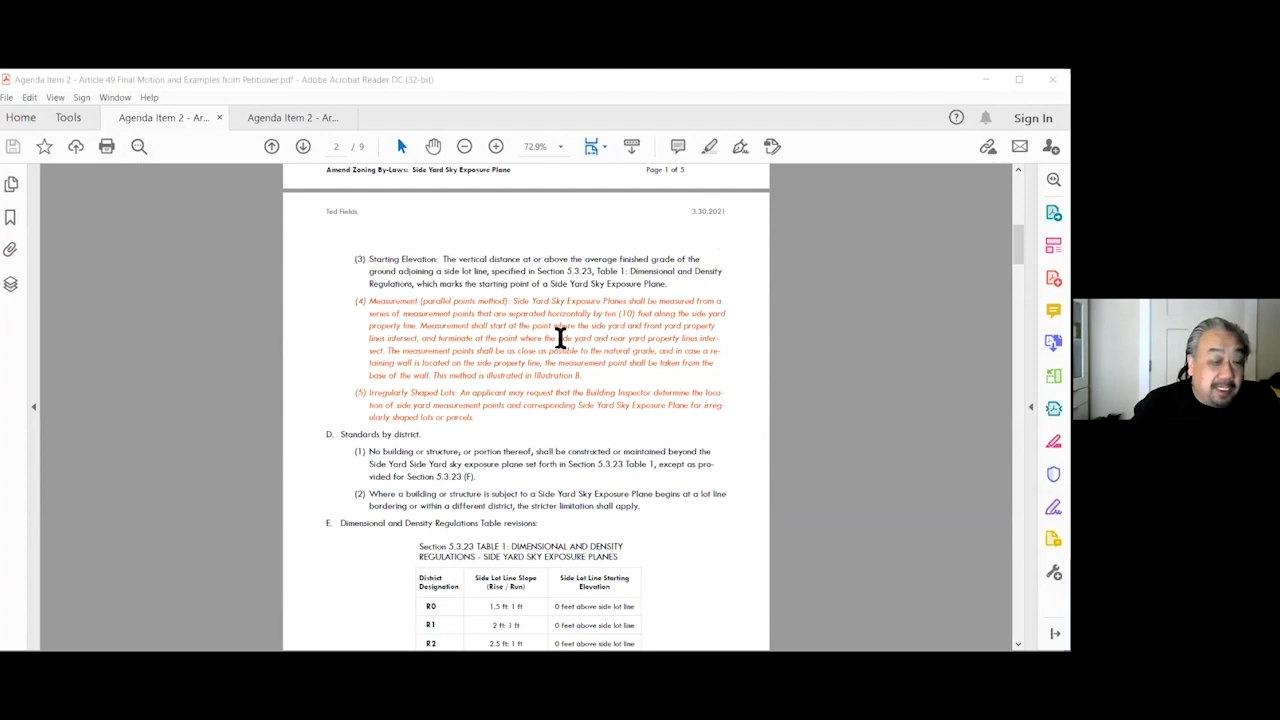 Agenda Item 2 - Article 49 Final Motion and Examples from Petitioner.pdf - Adobe Acrobat Reader DC (32-bit)
File Edit View Sign Window Help
Home Tools Agenda Item 2 - Ar... × Agenda Item 2 - Ar... Sign In
2 / 9 72.9%
Amend Zoning By-Laws: Side Yard Sky Exposure Plane Page 1 of 5
Ted Fields 3.30.2021
(3) Starting Elevation: The vertical distance at or above the average finished grade of the
ground adjoining a side lot line, specified in Section 5.3.23, Table 1: Dimensional and Density
Regulations, which marks the starting point of a Side Yard Sky Exposure Plane.
(4) Measurement (parallel points method): Side Yard Sky Exposure Planes shall be measured from a
series of measurement points that are separated horizontally by ten (10) feet along the side yard
property line. Measurement shall start at the point where the side yard and front yard property
lines intersect, and terminate at the point where the side yard and rear yard property lines inter-
sect. The measurement points shall be as close as possible to the natural grade, and in case a re-
taining wall is located on the side property line, the measurement point shall be taken from the
base of the wall. This method is illustrated in Illustration B.
(5) Irregularly Shaped Lots: An applicant may request that the Building Inspector determine the loca-
tion of side yard measurement points and corresponding Side Yard Sky Exposure Plane for irreg-
ularly shaped lots or parcels.
D. Standards by district.
(1) No building or structure, or portion thereof, shall be constructed or maintained beyond the
Side Yard Side Yard sky exposure plane set forth in Section 5.3.23 Table 1, except as pro-
vided for Section 5.3.23 (F).
(2) Where a building or structure is subject to a Side Yard Sky Exposure Plane begins at a lot line
bordering or within a different district, the stricter limitation shall apply.
E. Dimensional and Density Regulations Table revisions:
Section 5.3.23 TABLE 1: DIMENSIONAL AND DENSITY
REGULATIONS - SIDE YARD SKY EXPOSURE PLANES
District Side Lot Line Slope Side Lot Line Starting
Designation (Rise / Run) Elevation
R0 1.5 ft: 1 ft 0 feet above side lot line
R1 2 ft: 1 ft 0 feet above side lot line
R2 2.5 ft: 1 ft 0 feet above side lot line